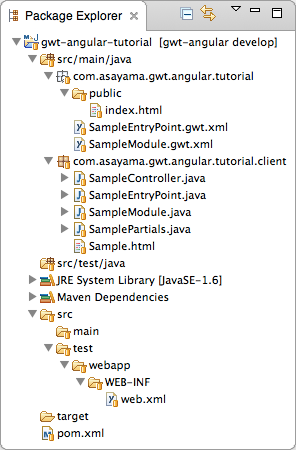 Package Explorer
gwt-angular-tutorial [gwt-angular develop]
src/main/java
com.asayama.gwt.angular.tutorial
public
index.html
SampleEntryPoint.gwt.xml
SampleModule.gwt.xml
com.asayama.gwt.angular.tutorial.client
SampleController.java
SampleEntryPoint.java
SampleModule.java
SamplePartials.java
Sample.html
src/test/java
JRE System Library [JavaSE-1.6]
Maven Dependencies
src
main
test
webapp
WEB-INF
web.xml
target
pom.xml